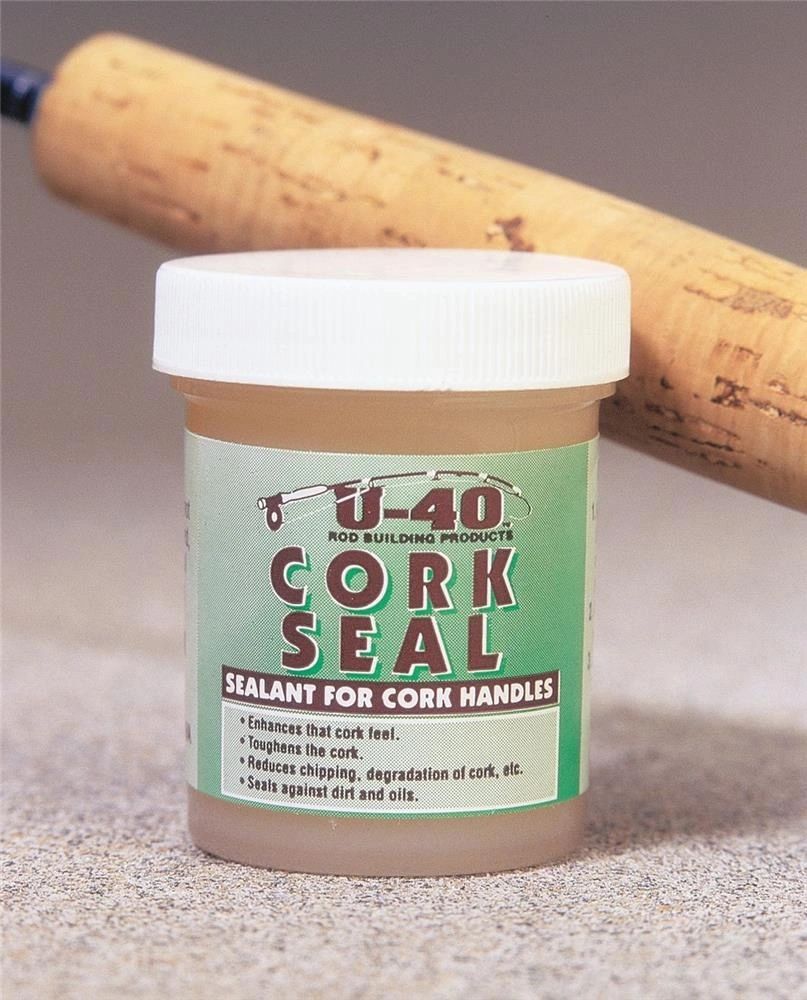 U-40
ROD BUILDING PRODUCTS
CORK
SEAL
SEALANT FOR CORK HANDLES
• Enhances that cork feel.
• Toughens the cork.
• Reduces chipping, degradation of cork, etc.
• Seals against dirt and oils.